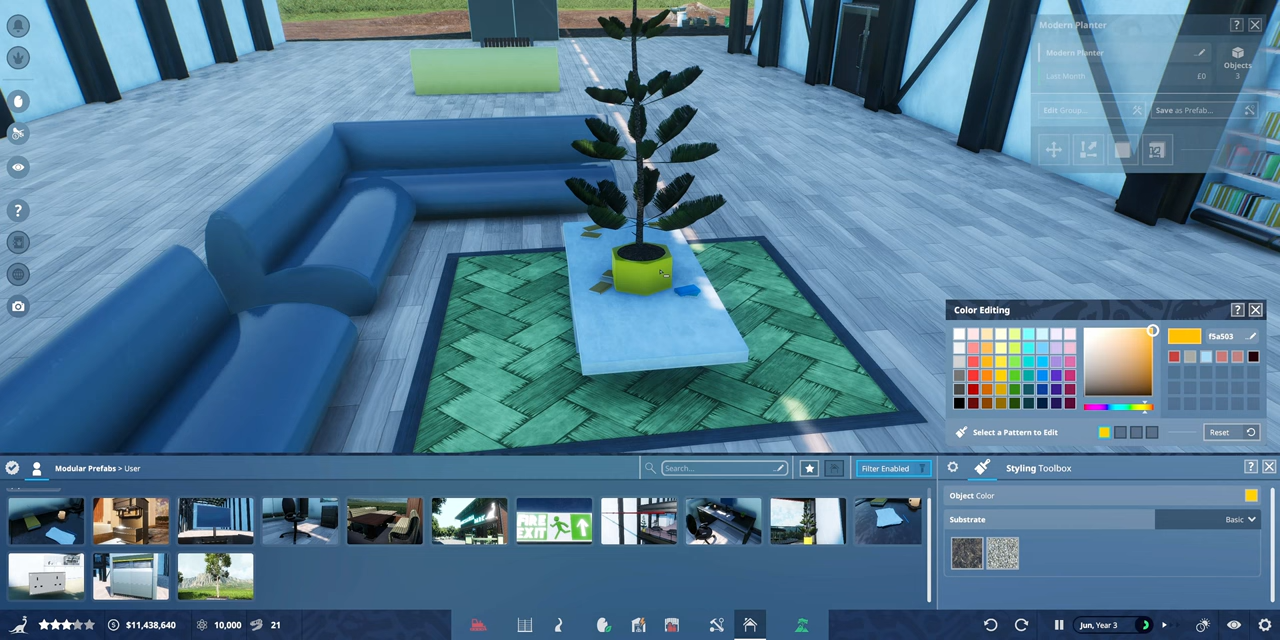 Modern Planter
Modern Planter
Objects
3
Last Month
£0
Edit Group...
Save as Prefab...
Color Editing
f5a503
Select a Pattern to Edit
Reset
Modular Prefabs > User
Search...
Filter Enabled
Styling Toolbox
Object Color
Substrate
Basic
FIRE
EXIT
$11,438,640
10,000
21
Jun, Year 3